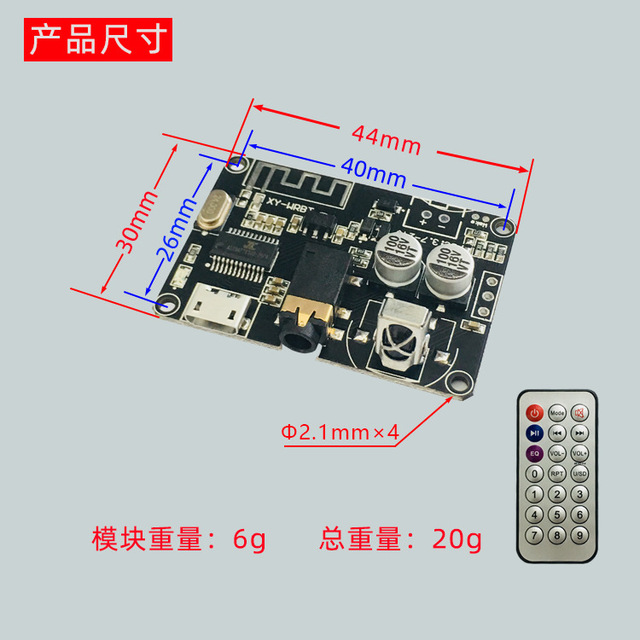 产品尺寸
44mm
40mm
30mm
26mm
XY-WRBT
100
16V
VT
100
16V
VT
Φ2.1mm×4
模块重量：6g
总重量：20g
Mode
EQ
VOL−
VOL+
0
RPT
U/SD
1
2
3
4
5
6
7
8
9